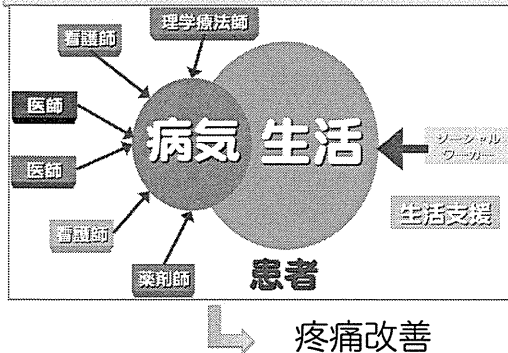 看護師
理学療法師
医師
医師
看護師
薬剤師
病気
生活
ソーシャル
ワーカー
生活支援
患者
疼痛改善